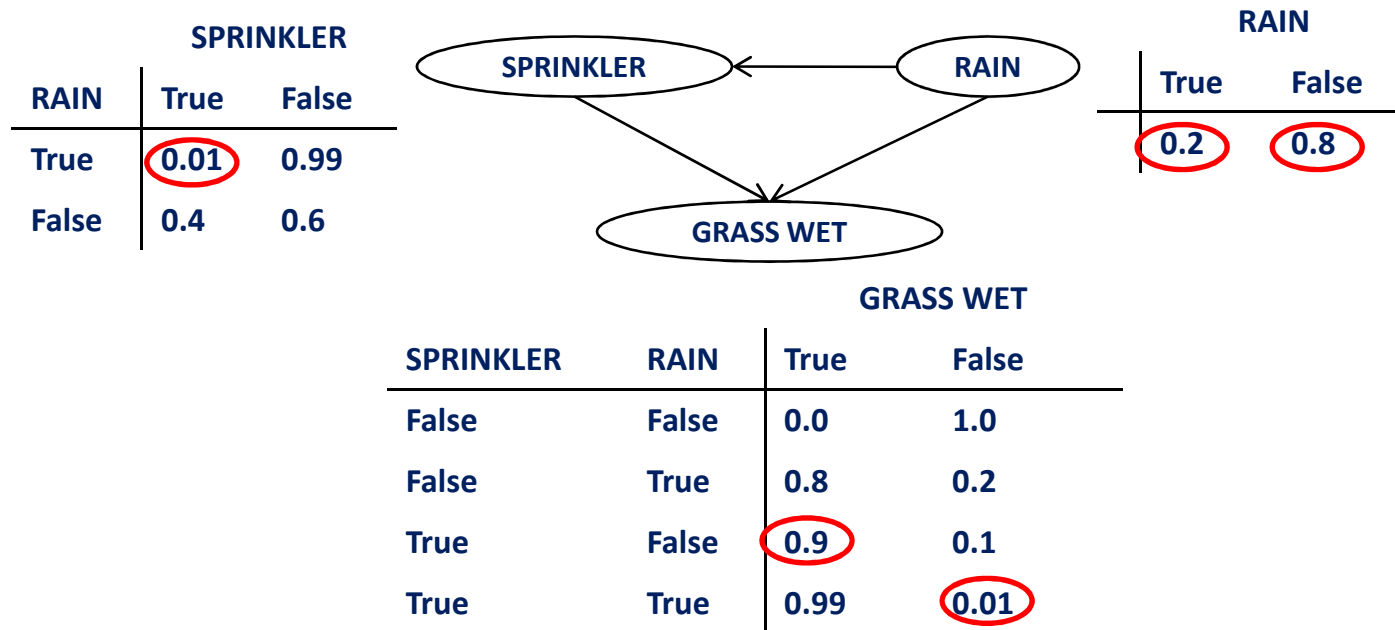 SPRINKLER
RAIN True False
True 0.01 0.99
False 0.4 0.6
SPRINKLER
RAIN
GRASS WET
RAIN
True False
0.2 0.8
GRASS WET
SPRINKLER RAIN True False
False False 0.0 1.0
False True 0.8 0.2
True False 0.9 0.1
True True 0.99 0.01